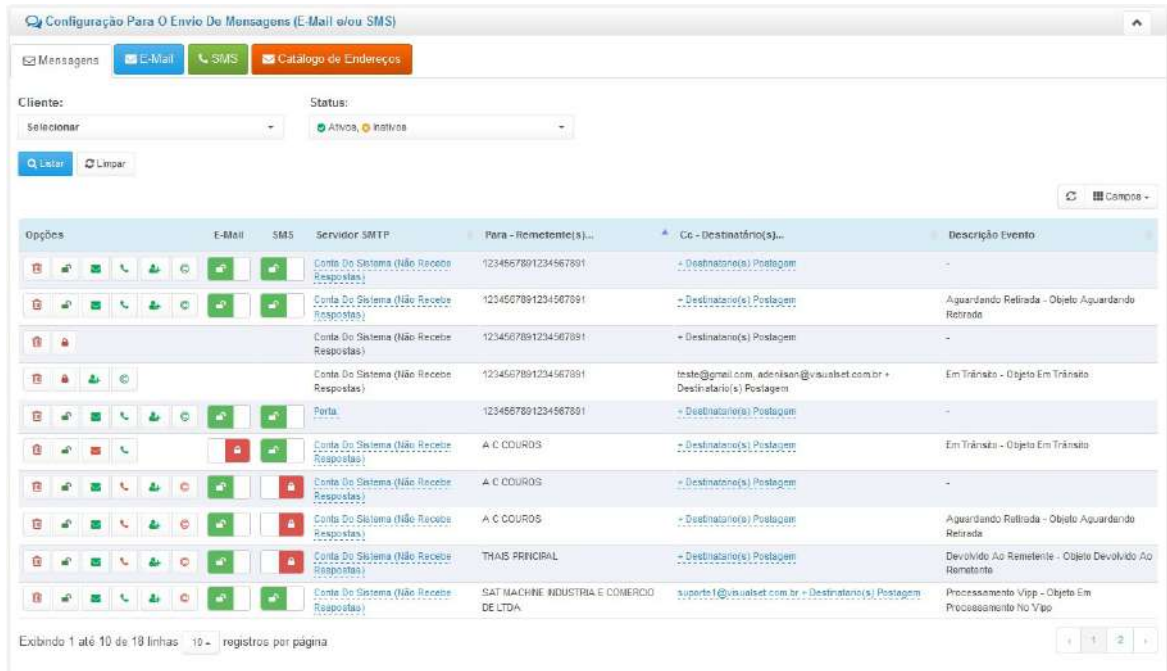 Configuração Para O Envio De Mensagens (E-Mail e/ou SMS)
Mensagens E-Mail SMS Catálogo de Endereços
Cliente: Status:
Selecionar Ativos, Inativos
Listar Limpar
Campos
Opções E-Mail SMS Servidor SMTP Para - Remetente(s)... Cc - Destinatário(s)... Descrição Evento
Conta Do Sistema (Não Recebe 1234567891234567891 + Destinatario(s) Postagem -
Respostas)
Conta Do Sistema (Não Recebe 1234567891234567891 + Destinatario(s) Postagem Aguardando Retirada - Objeto Aguardando
Respostas) Retirada
Conta Do Sistema (Não Recebe 1234567891234567891 + Destinatario(s) Postagem -
Respostas)
Conta Do Sistema (Não Recebe 1234567891234567891 teste@gmail.com, adenilson@visualset.com.br + Em Trânsito - Objeto Em Trânsito
Respostas) Destinatario(s) Postagem
Porta 1234567891234567891 + Destinatario(s) Postagem -
Conta Do Sistema (Não Recebe A C COUROS + Destinatario(s) Postagem Em Trânsito - Objeto Em Trânsito
Respostas)
Conta Do Sistema (Não Recebe A C COUROS + Destinatario(s) Postagem -
Respostas)
Conta Do Sistema (Não Recebe A C COUROS + Destinatario(s) Postagem Aguardando Retirada - Objeto Aguardando
Respostas) Retirada
Conta Do Sistema (Não Recebe THAIS PRINCIPAL + Destinatario(s) Postagem Devolvido Ao Remetente - Objeto Devolvido Ao
Respostas) Remetente
Conta Do Sistema (Não Recebe SAT MACHINE INDUSTRIA E COMERCIO suporte1@visualset.com.br + Destinatario(s) Postagem Processamento Vipp - Objeto Em
Respostas) DE LTDA Processamento No Vipp
Exibindo 1 até 10 de 18 linhas 10 registros por página ‹ 1 2 ›